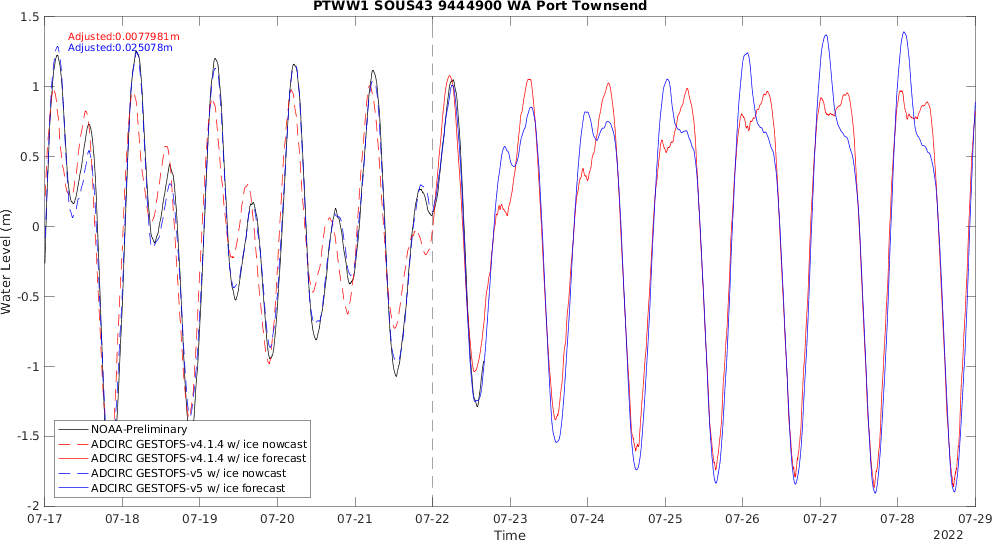 PTWW1 SOUS43 9444900 WA Port Townsend
Adjusted:0.0077981m
Adjusted:0.025078m
Water Level (m)
1.5
1
0.5
0
-0.5
-1
-1.5
-2
NOAA-Preliminary
ADCIRC GESTOFS-v4.1.4 w/ ice nowcast
ADCIRC GESTOFS-v4.1.4 w/ ice forecast
ADCIRC GESTOFS-v5 w/ ice nowcast
ADCIRC GESTOFS-v5 w/ ice forecast
07-17 07-18 07-19 07-20 07-21 07-22 07-23 07-24 07-25 07-26 07-27 07-28 07-29
Time
2022